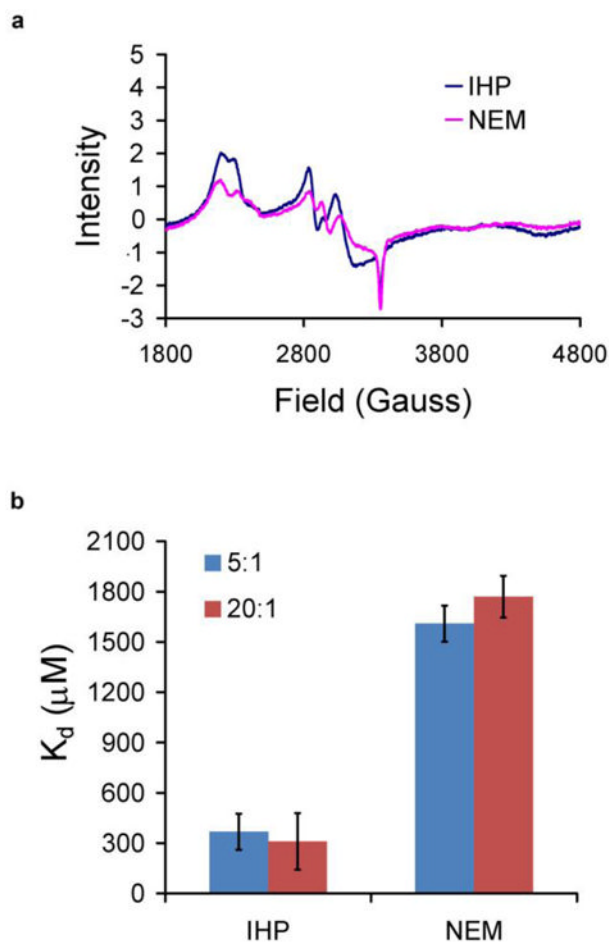 a
5
4
3
2
1
0
·1
-2
-3
Intensity
IHP
NEM
1800 2800 3800 4800
Field (Gauss)
b
2100
1800
1500
1200
900
600
300
0
Kd (μM)
5:1
20:1
IHP NEM